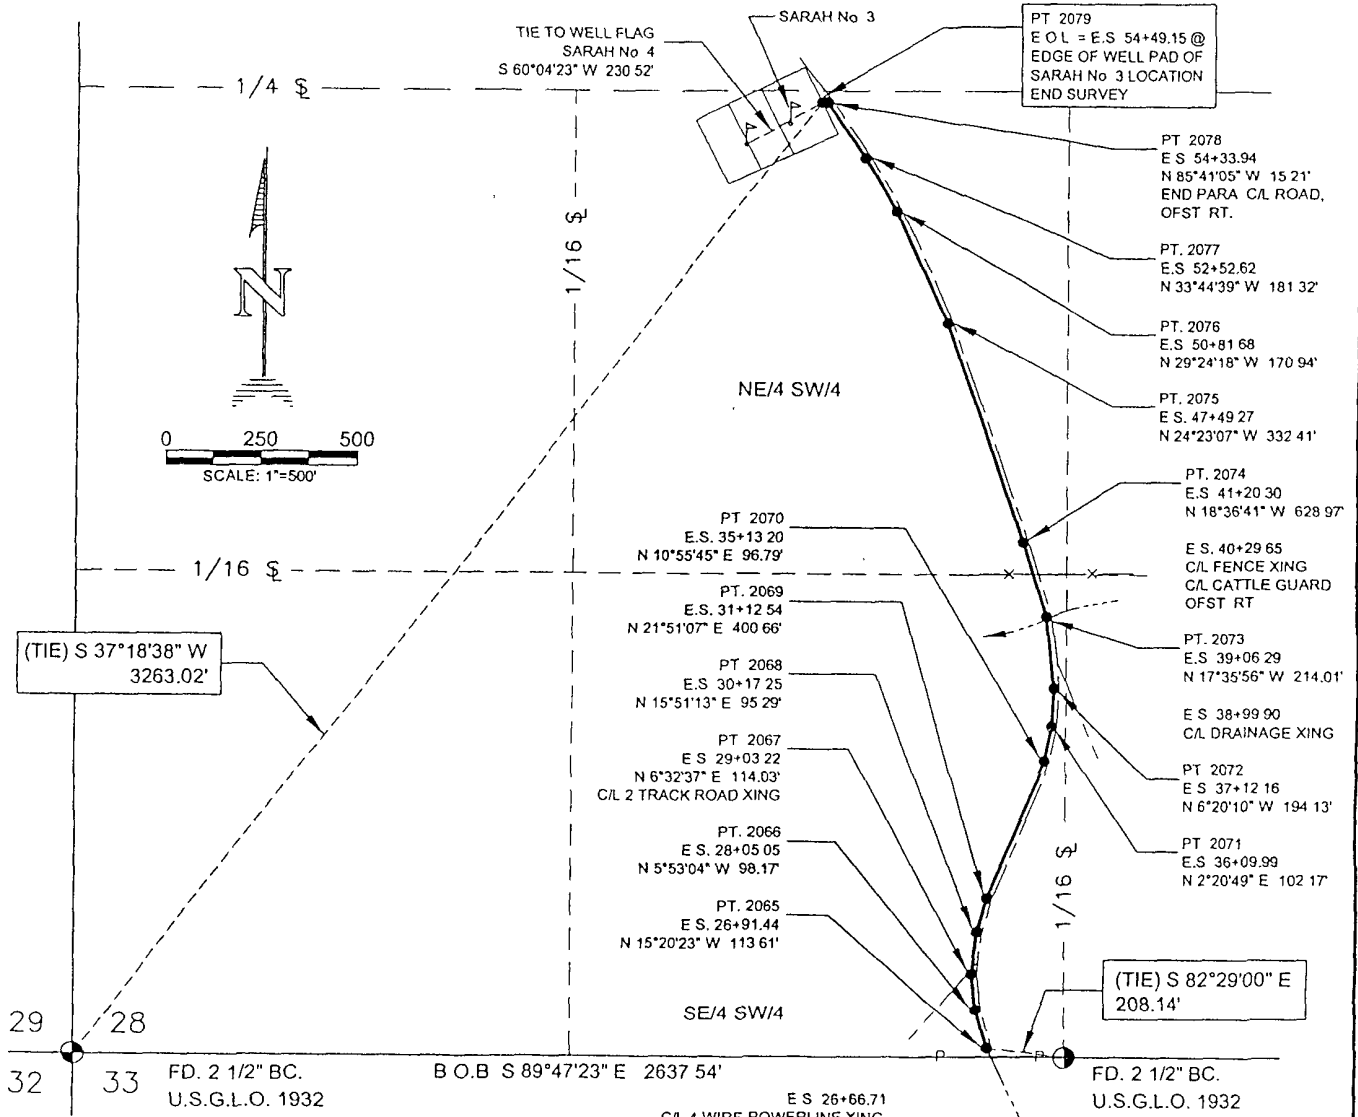 SARAH No 3
TIE TO WELL FLAG
SARAH No 4
S 60°04'23" W 230 52'
PT 2079
E O L = E.S 54+49.15 @
EDGE OF WELL PAD OF
SARAH No 3 LOCATION
END SURVEY
1/4 ℄
PT 2078
E S 54+33.94
N 85°41'05" W 15 21'
END PARA C/L ROAD,
OFST RT.
1/16 ℄
N
PT. 2077
E.S 52+52.62
N 33°44'39" W 181 32'
PT. 2076
E.S 50+81 68
N 29°24'18" W 170 94'
NE/4 SW/4
PT. 2075
E S. 47+49 27
N 24°23'07" W 332 41'
0 250 500
SCALE: 1"=500'
PT. 2074
E.S 41+20 30
N 18°36'41" W 628 97'
PT 2070
E.S. 35+13 20
N 10°55'45" E 96.79'
E S. 40+29 65
C/L FENCE XING
C/L CATTLE GUARD
OFST RT
1/16 ℄
X X
PT. 2069
E.S. 31+12 54
N 21°51'07" E 400 66'
PT. 2073
E.S 39+06 29
N 17°35'56" W 214.01'
(TIE) S 37°18'38" W
3263.02'
PT 2068
E.S 30+17 25
N 15°51'13" E 95 29'
E S 38+99 90
C/L DRAINAGE XING
PT 2067
E S 29+03 22
N 6°32'37" E 114.03'
C/L 2 TRACK ROAD XING
PT 2072
E S 37+12 16
N 6°20'10" W 194 13'
PT. 2066
E S. 28+05 05
N 5°53'04" W 98.17'
PT 2071
E.S 36+09.99
N 2°20'49" E 102 17'
1/16 ℄
PT. 2065
E S. 26+91.44
N 15°20'23" W 113 61'
(TIE) S 82°29'00" E
208.14'
SE/4 SW/4
29 28
P P
32 33
FD. 2 1/2" BC.
U.S.G.L.O. 1932
B O.B S 89°47'23" E 2637 54'
FD. 2 1/2" BC.
U.S.G.L.O. 1932
E S 26+66.71
C/L 4 WIRE POWERLINE XING